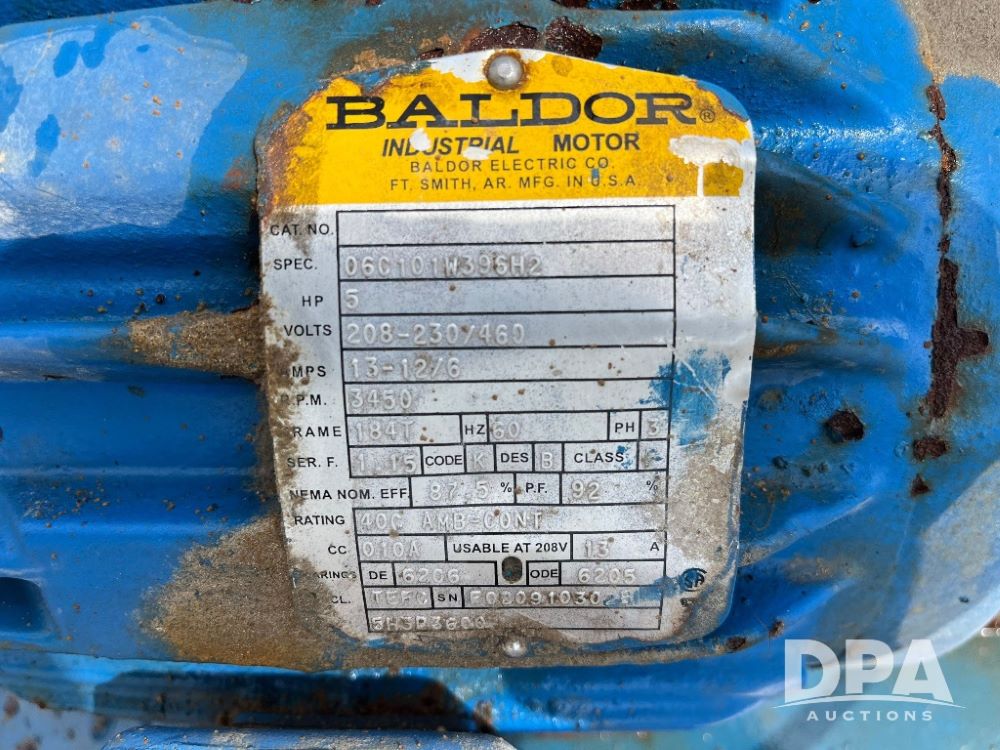 BALDOR®
INDUSTRIAL MOTOR
BALDOR ELECTRIC CO.
FT. SMITH, AR. MFG. IN U.S.A.
CAT. NO.
SPEC. 06C101W396H2
HP 5
VOLTS 208-230/460
AMPS 13-12/6
R.P.M. 3450
RAME 184T HZ 60 PH 3
SER. F. 1.15 CODE K DES B CLASS
NEMA NOM. EFF. 87.5 % P.F. 92 %
RATING 40C AMB-CONT
CC 010A USABLE AT 208V 13 A
DE 6206 ODE 6205
CL. TEFC SN
SA
DPA
AUCTIONS